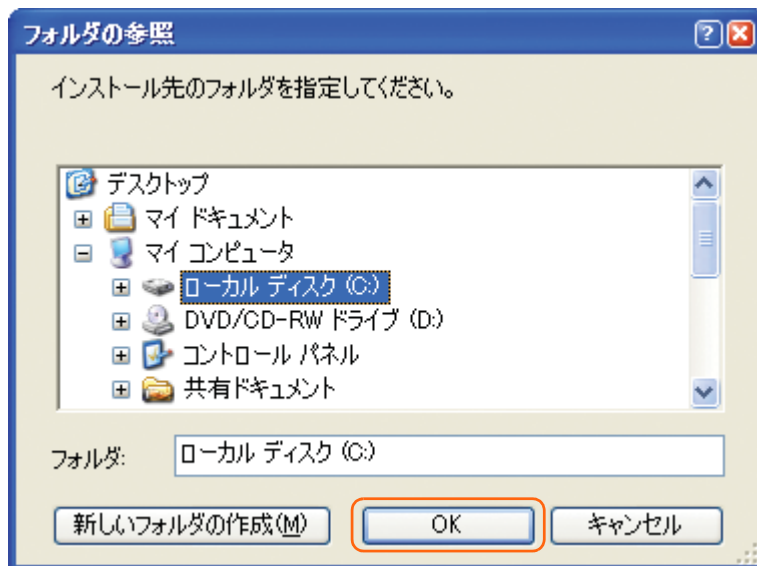 フォルダの参照
インストール先のフォルダを指定してください。
デスクトップ
マイ ドキュメント
マイ コンピュータ
ローカル ディスク (C:)
DVD/CD-RW ドライブ (D:)
コントロール パネル
共有ドキュメント
フォルダ: ローカル ディスク (C:)
新しいフォルダの作成(M) OK キャンセル